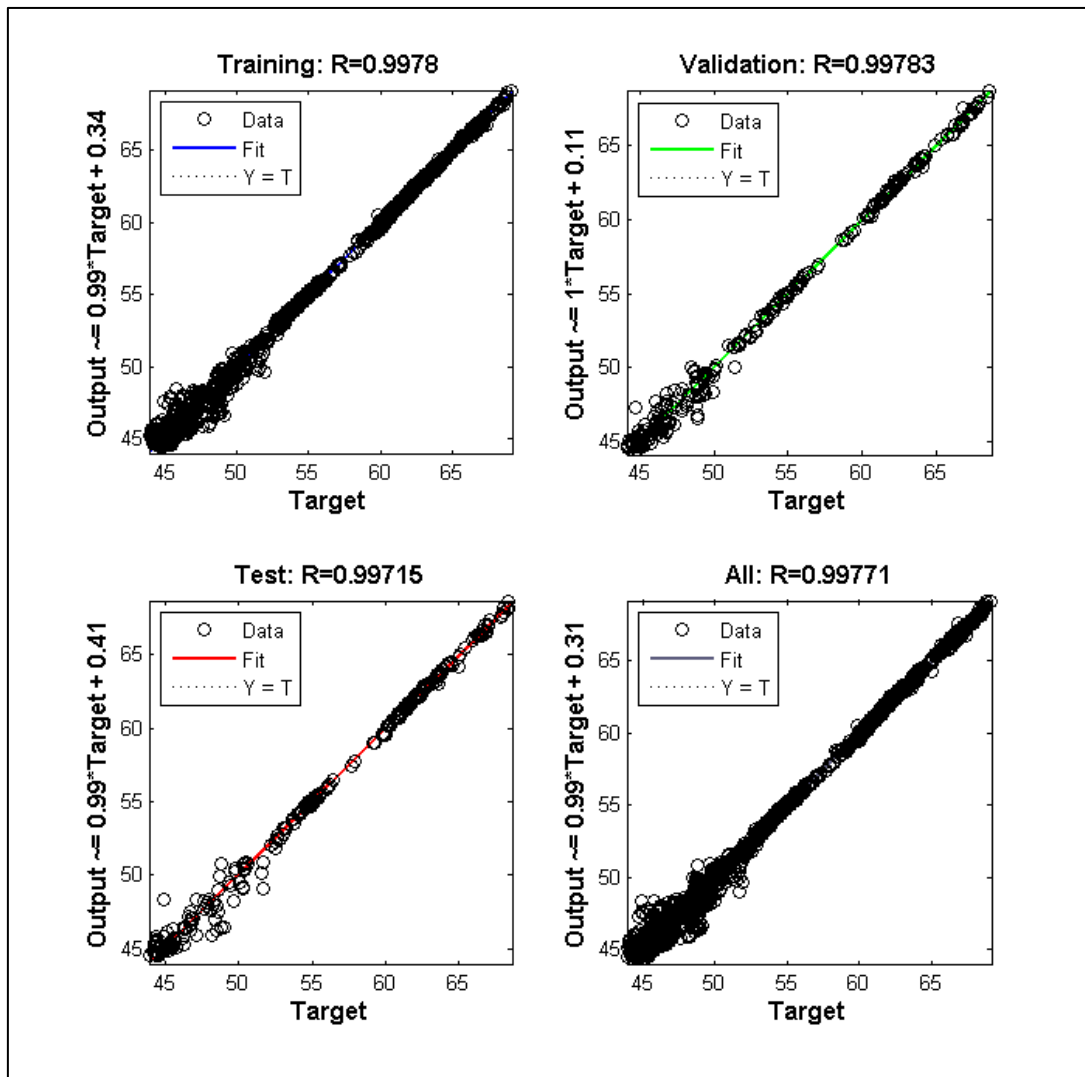 Training: R=0.9978
Output ~= 0.99*Target + 0.34
Data
Fit
Y = T
65
60
55
50
45
45 50 55 60 65
Target
Validation: R=0.99783
Output ~= 1*Target + 0.11
Data
Fit
Y = T
65
60
55
50
45
45 50 55 60 65
Target
Test: R=0.99715
Output ~= 0.99*Target + 0.41
Data
Fit
Y = T
65
60
55
50
45
45 50 55 60 65
Target
All: R=0.99771
Output ~= 0.99*Target + 0.31
Data
Fit
Y = T
65
60
55
50
45
45 50 55 60 65
Target